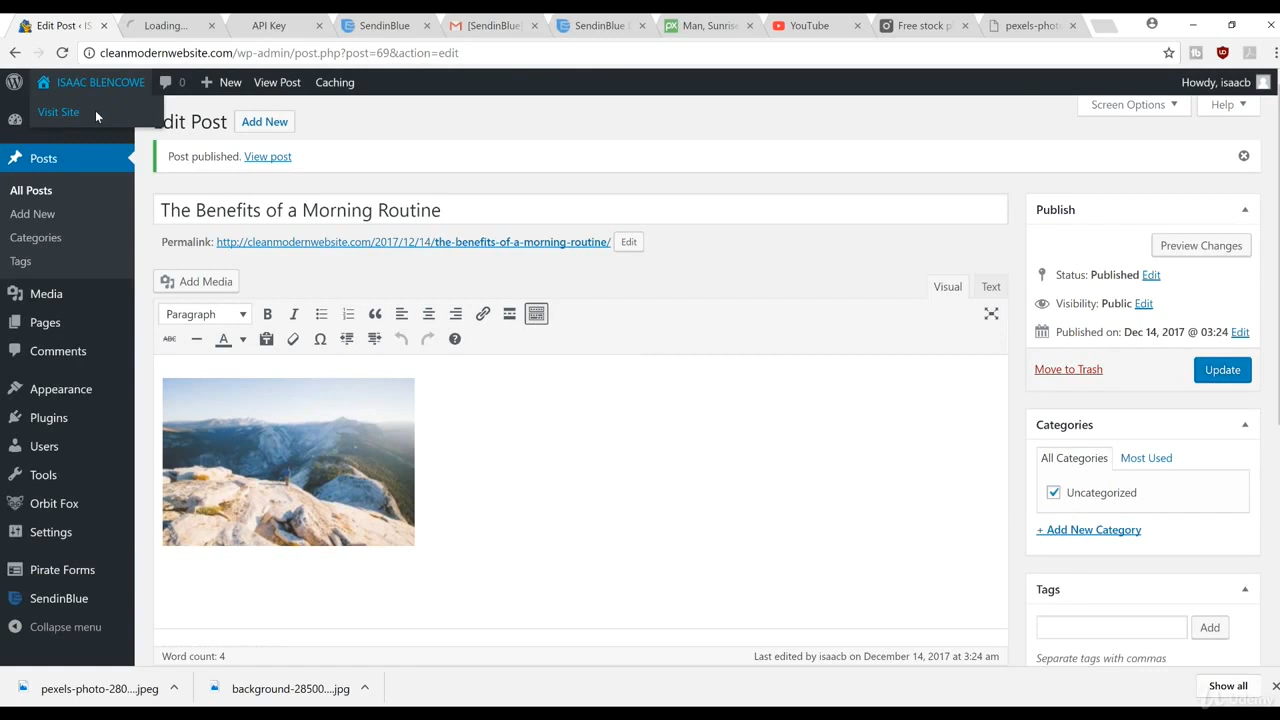 Edit Post ‹ IS
Loading...
API Key
SendinBlue
[SendinBlue]
SendinBlue
Man, Sunrise
YouTube
Free stock p
pexels-photo
cleanmodernwebsite.com/wp-admin/post.php?post=69&action=edit
ISAAC BLENCOWE
0
New
View Post
Caching
Howdy, isaacb
Visit Site
Edit Post
Add New
Screen Options
Help
Post published. View post
Posts
All Posts
Add New
Categories
Tags
Media
Pages
Comments
Appearance
Plugins
Users
Tools
Orbit Fox
Settings
Pirate Forms
SendinBlue
Collapse menu
The Benefits of a Morning Routine
Permalink: http://cleanmodernwebsite.com/2017/12/14/the-benefits-of-a-morning-routine/ Edit
Add Media
Visual
Text
Paragraph
ABC
Word count: 4
Last edited by isaacb on December 14, 2017 at 3:24 am
Publish
Preview Changes
Status: Published Edit
Visibility: Public Edit
Published on: Dec 14, 2017 @ 03:24 Edit
Move to Trash
Update
Categories
All Categories
Most Used
Uncategorized
+ Add New Category
Tags
Add
Separate tags with commas
pexels-photo-280....jpeg
background-28500....jpg
Show all
Udemy